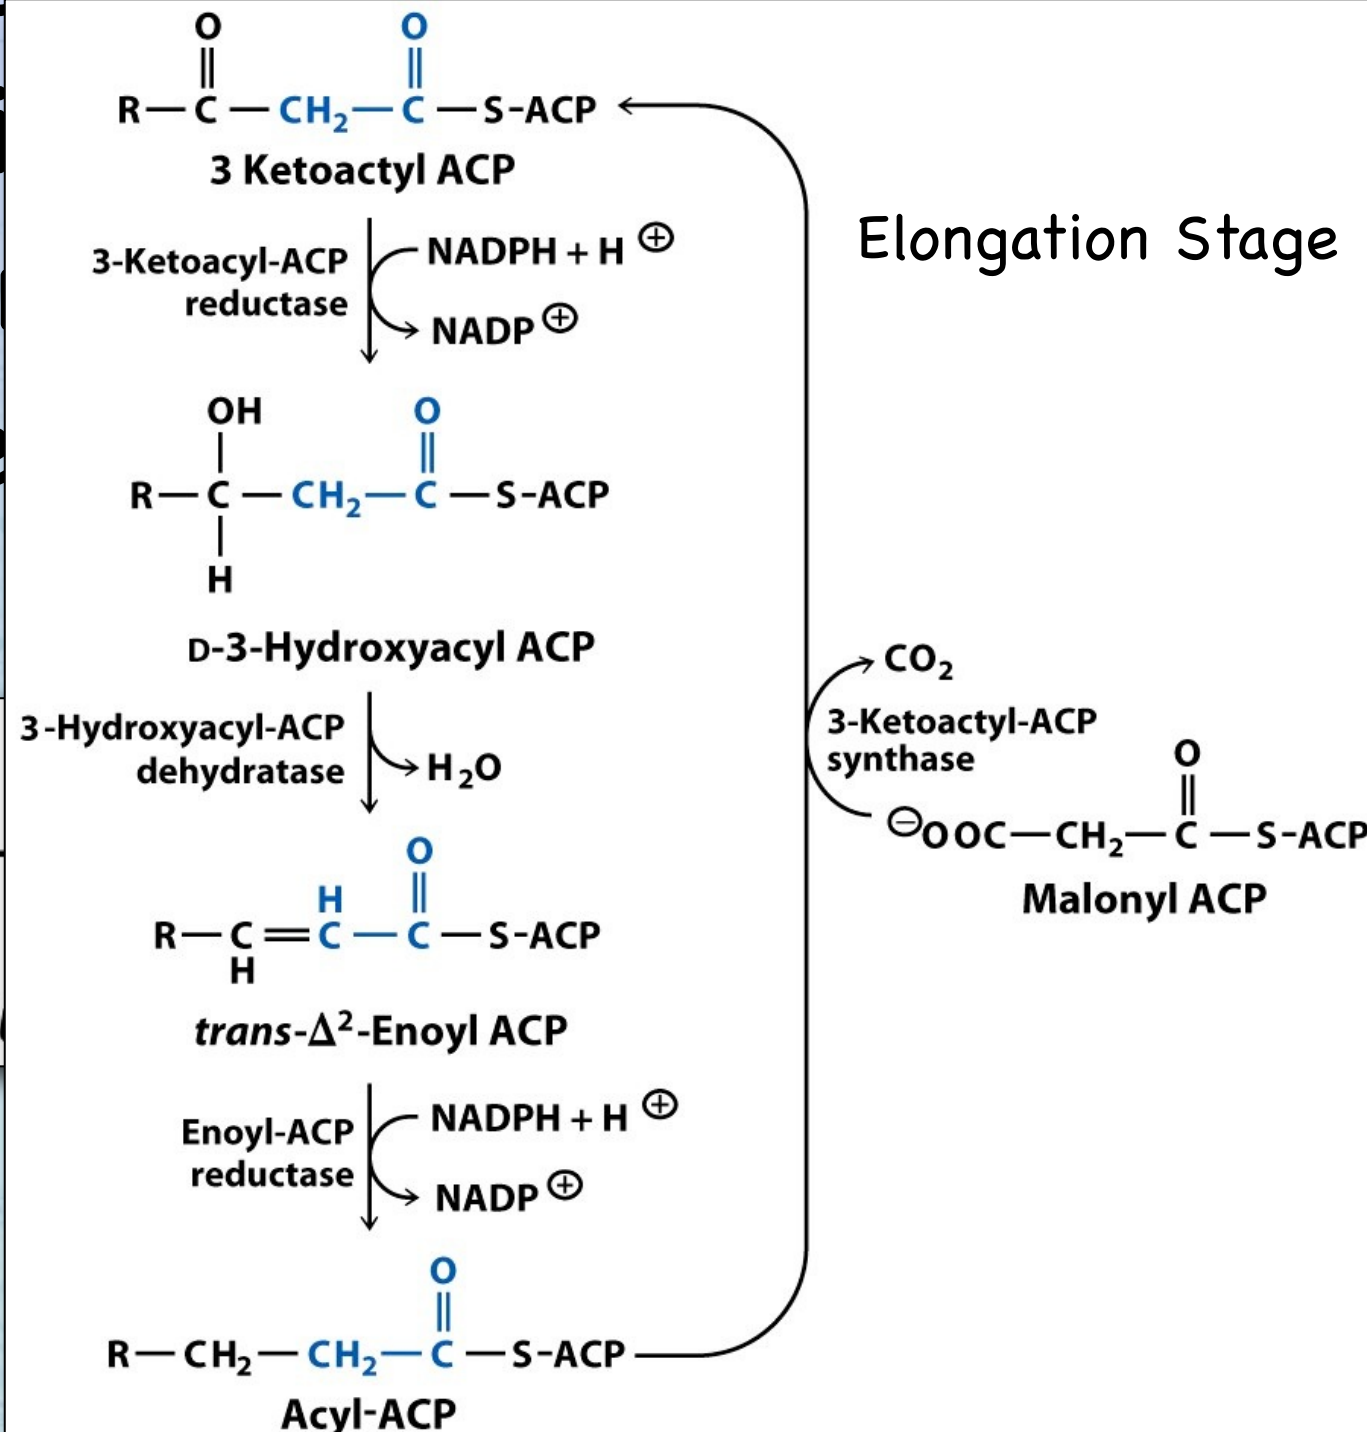 O O
R—C—CH₂—C—S-ACP
3 Ketoactyl ACP
Elongation Stage
3-Ketoacyl-ACP
reductase
NADPH + H ⊕
NADP ⊕
OH O
R—C—CH₂—C—S-ACP
H
D-3-Hydroxyacyl ACP
3-Hydroxyacyl-ACP
dehydratase
H₂O
CO₂
3-Ketoactyl-ACP
synthase
O
⊖OOC—CH₂—C—S-ACP
Malonyl ACP
H O
R—C=C—C—S-ACP
H
trans-Δ²-Enoyl ACP
Enoyl-ACP
reductase
NADPH + H ⊕
NADP ⊕
O
R—CH₂—CH₂—C—S-ACP
Acyl-ACP